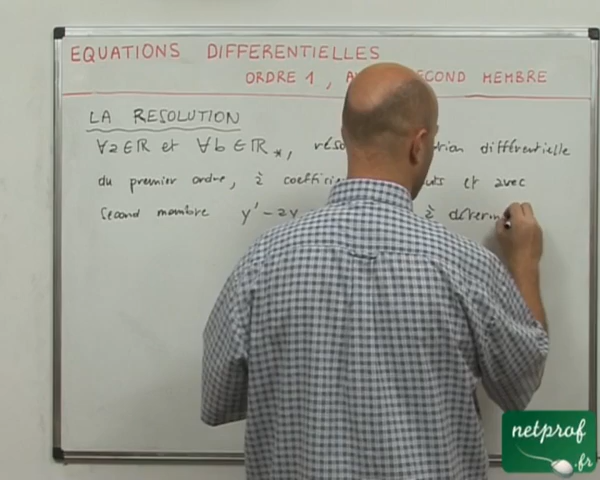 EQUATIONS DIFFERENTIELLES
ORDRE 1, SECOND MEMBRE
LA RESOLUTION
∀a∈ℝ et ∀b∈ℝ*, différentielle
du premier ordre, à et avec
second membre y' - ay à
netprof
.fr